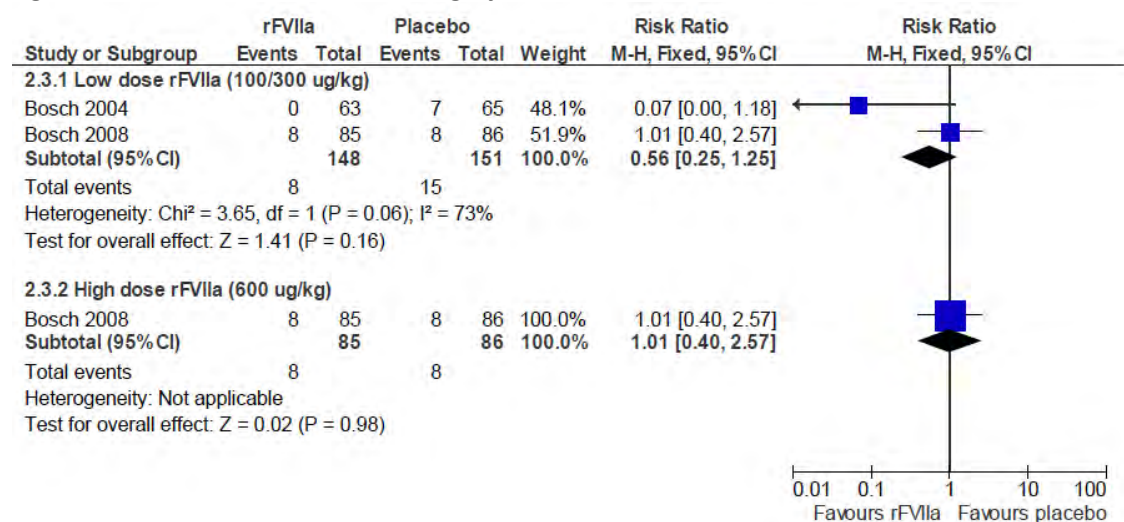 rFVIIa Placebo Risk Ratio Risk Ratio
Study or Subgroup Events Total Events Total Weight M-H, Fixed, 95% CI M-H, Fixed, 95% CI
2.3.1 Low dose rFVIIa (100/300 ug/kg)
Bosch 2004 0 63 7 65 48.1% 0.07 [0.00, 1.18]
Bosch 2008 8 85 8 86 51.9% 1.01 [0.40, 2.57]
Subtotal (95% CI) 148 151 100.0% 0.56 [0.25, 1.25]
Total events 8 15
Heterogeneity: Chi² = 3.65, df = 1 (P = 0.06); I² = 73%
Test for overall effect: Z = 1.41 (P = 0.16)
2.3.2 High dose rFVIIa (600 ug/kg)
Bosch 2008 8 85 8 86 100.0% 1.01 [0.40, 2.57]
Subtotal (95% CI) 85 86 100.0% 1.01 [0.40, 2.57]
Total events 8 8
Heterogeneity: Not applicable
Test for overall effect: Z = 0.02 (P = 0.98)
0.01 0.1 1 10 100
Favours rFVIIa Favours placebo